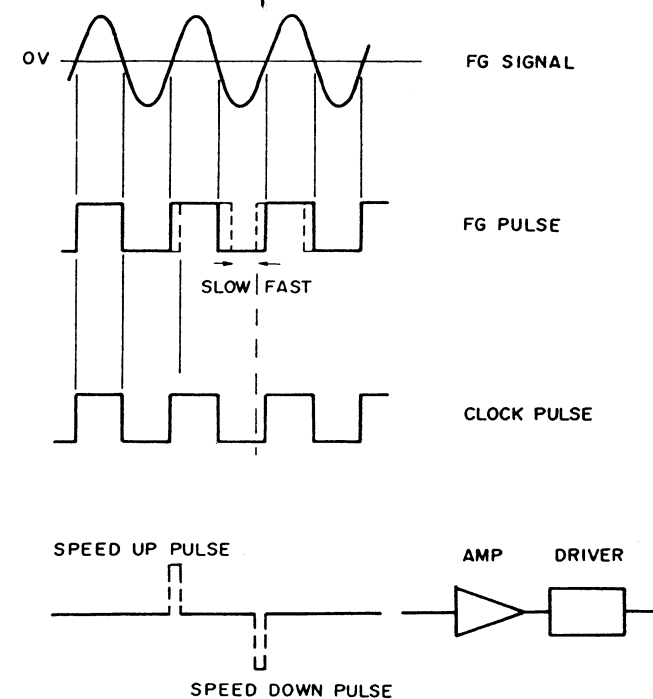 OV
FG SIGNAL
FG PULSE
SLOW FAST
CLOCK PULSE
SPEED UP PULSE
AMP DRIVER
SPEED DOWN PULSE